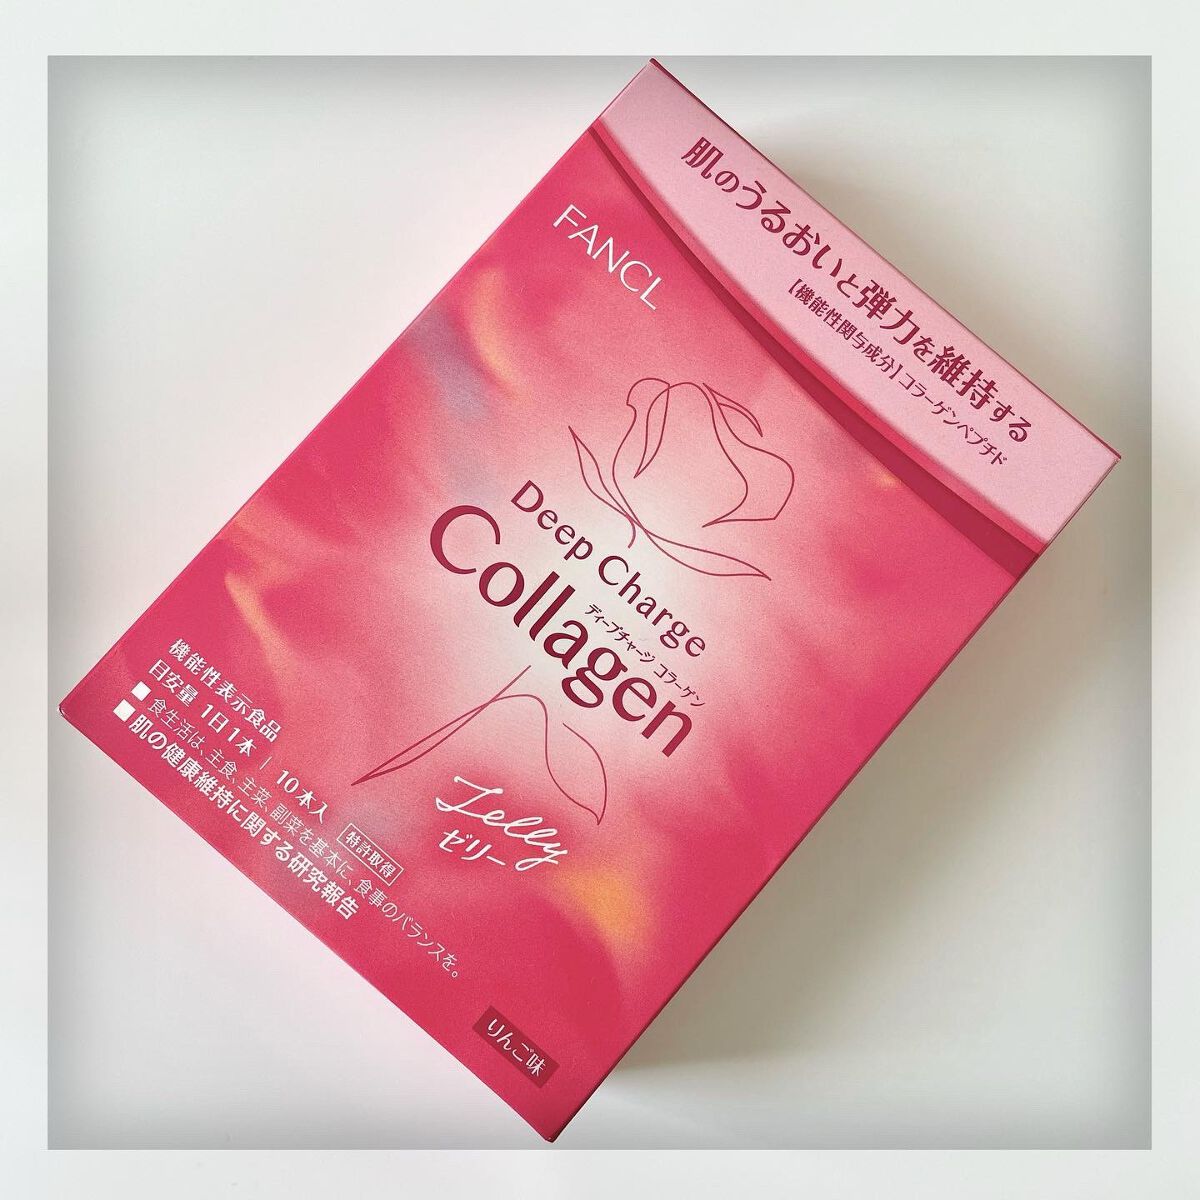 肌のうるおいと弾力を維持する
【機能性関与成分】コラーゲンペプチド
FANCL
Deep Charge
Collagen
ディープチャージ コラーゲン
Jelly
ゼリー
機能性表示食品
目安量 1日1本 | 10本入
■食生活は、主食、主菜、副菜を基本に、食事のバランスを。
■肌の健康維持に関する研究報告
特許取得
りんご味